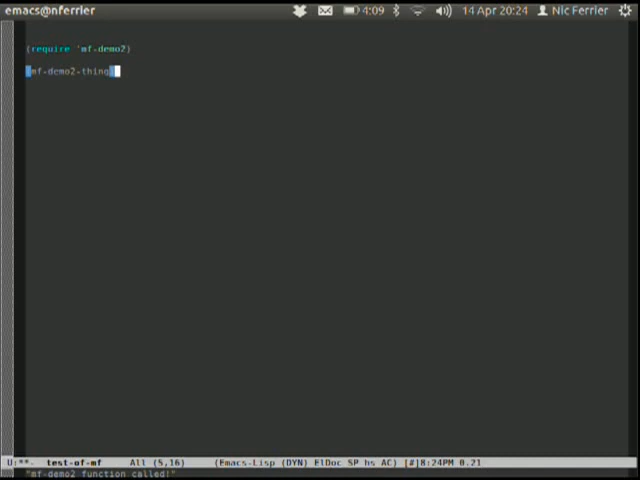 emacs@nferrier 4:09 14 Apr 20:24 Nic Ferrier
(require 'mf-demo2)
(mf-demo2-thing)
U:**- test-of-mf All (5,16) (Emacs-Lisp (DYN) ElDoc SP hs AC) [#]8:24PM 0.21
"mf-demo2 function called!"